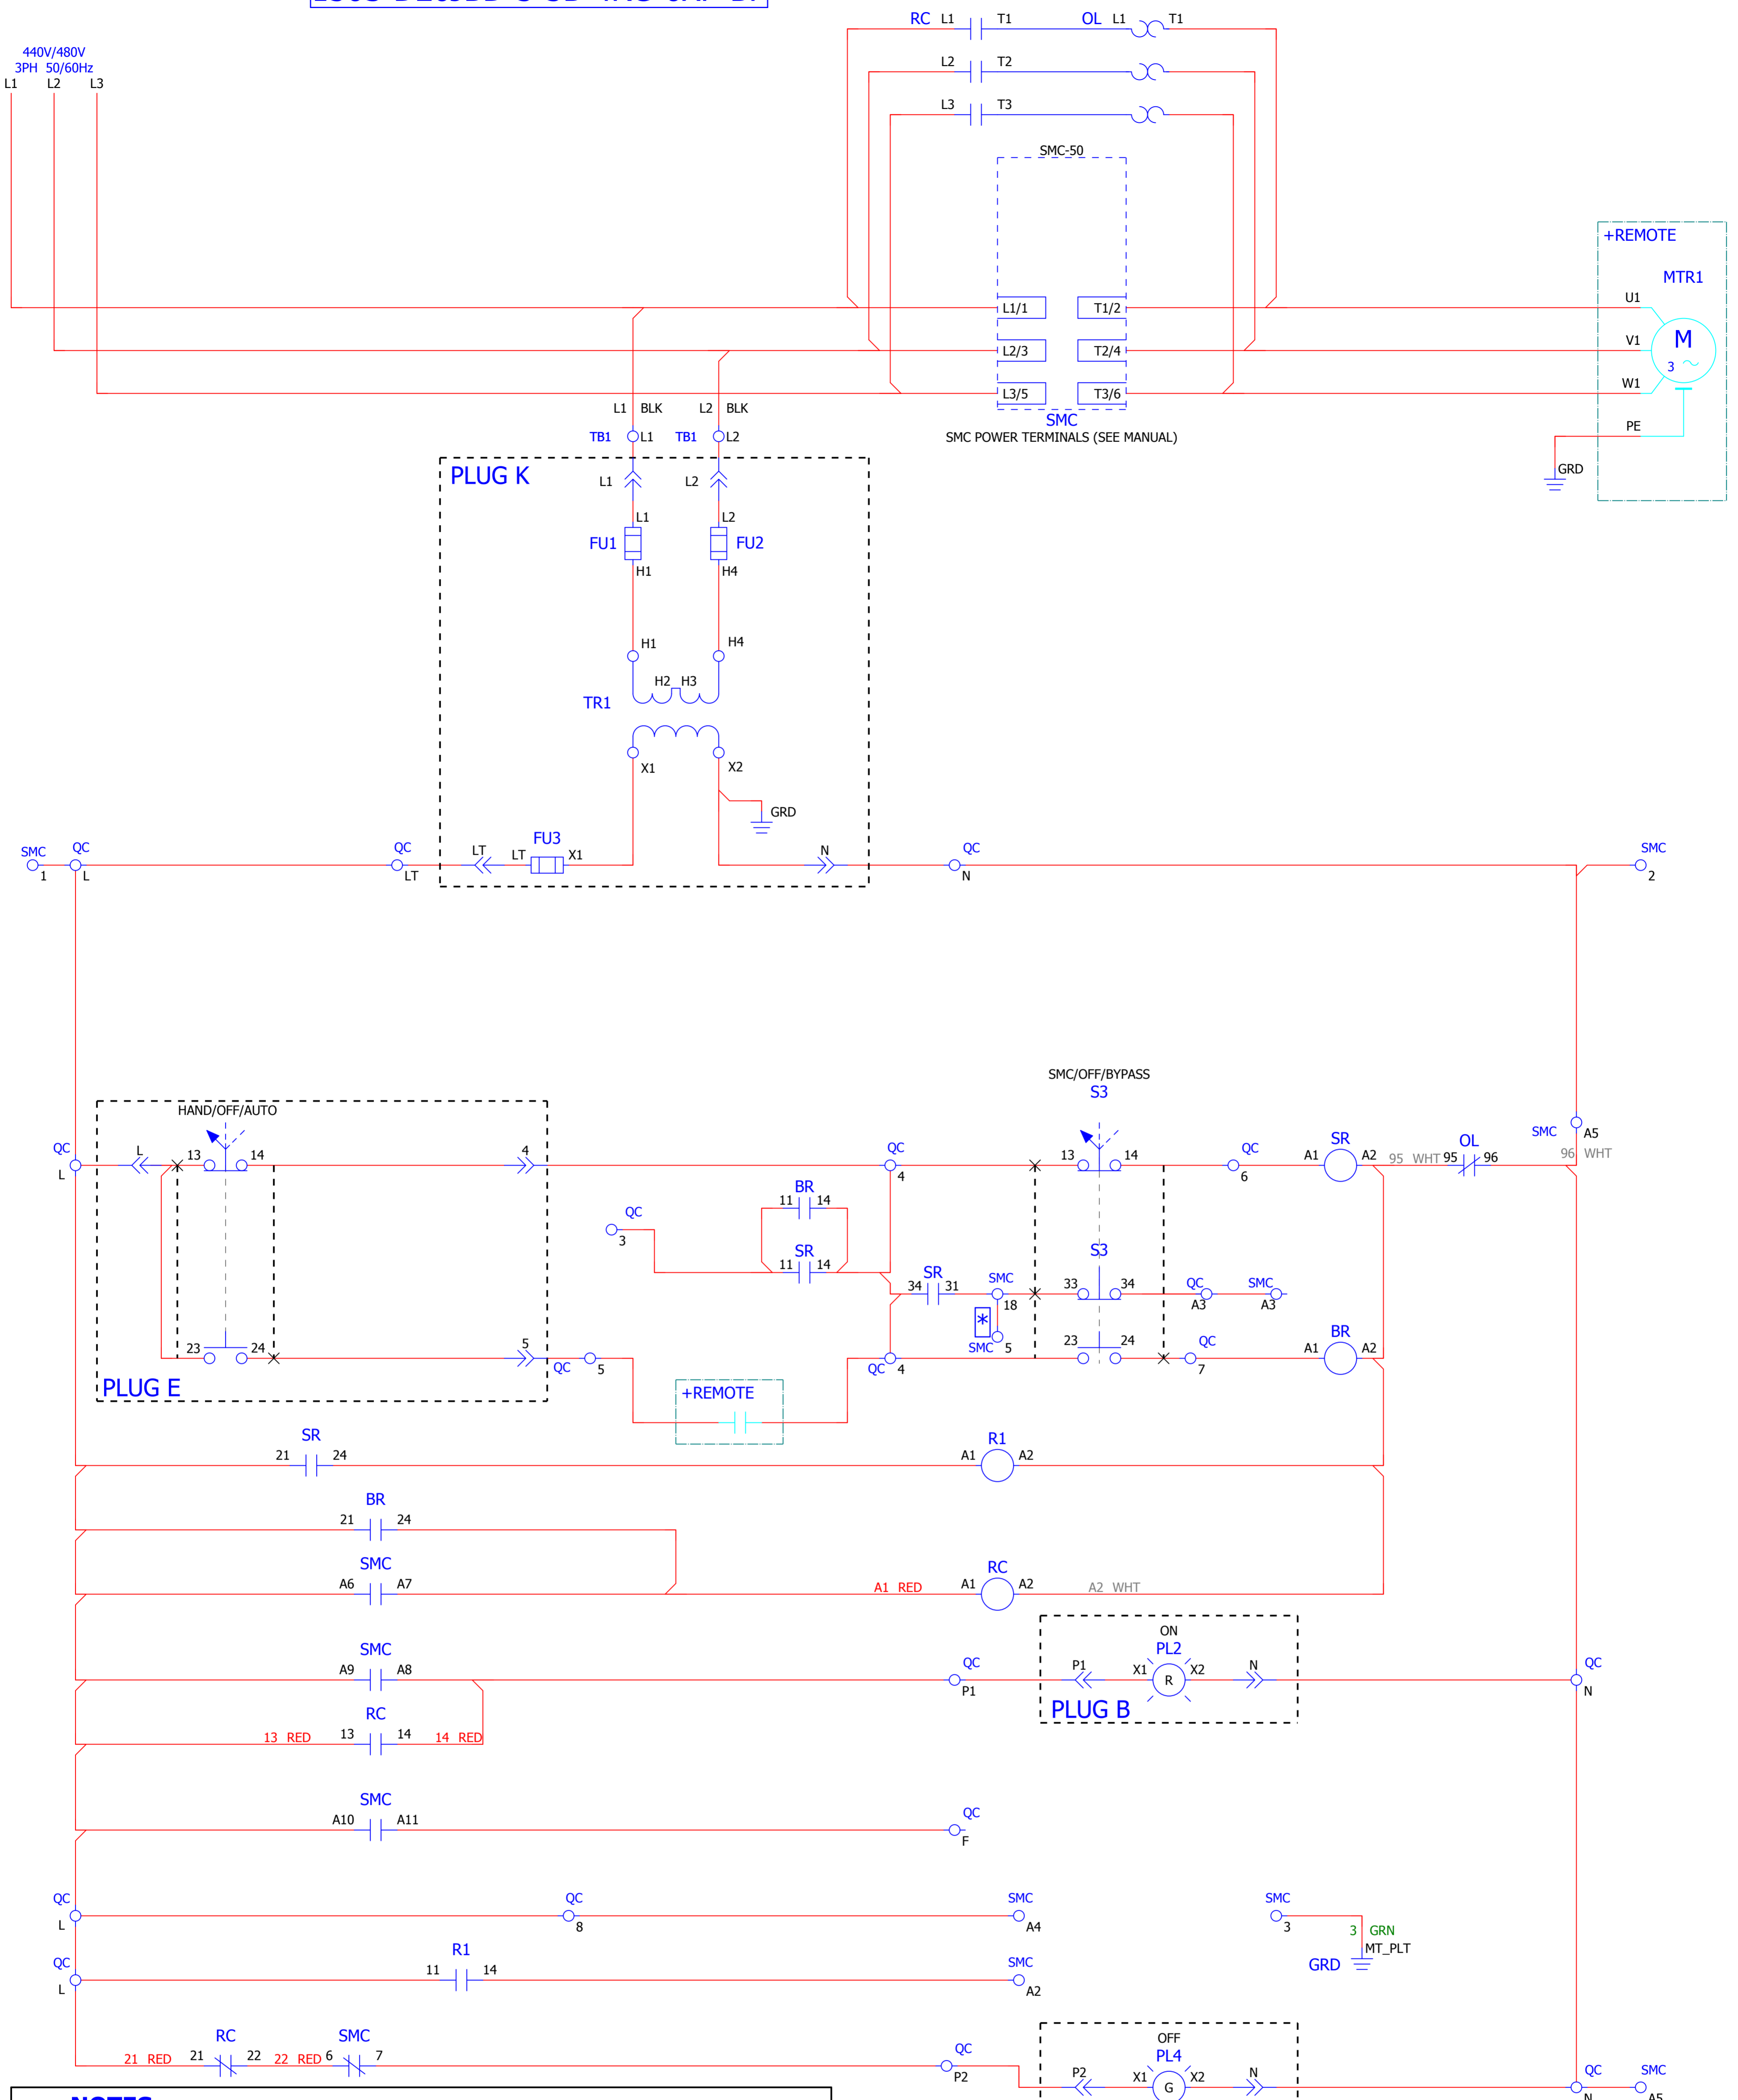 RC L1 T1 OL L1 T1
440V/480V
3PH 50/60Hz
L1 L2 L3
L2 T2
L3 T3
SMC-50
+REMOTE
MTR1
L1/1 T1/2 U1
M
3
L2/3 T2/4 V1
L3/5 T3/6 W1
L1 BLK L2 BLK
SMC
SMC POWER TERMINALS (SEE MANUAL)
PE
GRD
TB1 L1 TB1 L2
PLUG K
L1 L2
L1 L2
FU1 FU2
H1 H4
H1 H4
H2 H3
TR1
X1 X2
GRD
FU3
SMC QC QC LT LT X1 N QC SMC
1 L LT N 2
SMC/OFF/BYPASS
S3
HAND/OFF/AUTO
SMC A5
QC L 13 14 4 QC 13 14 QC SR OL
A1 A2 95 WHT 95 96 96 WHT
L 4 6
BR
11 14
QC
3
SR
11 14
S3
SR
34 31 SMC 33 34 QC SMC
18 A3 A3
*
SMC 5
23 24 5 QC 5 QC 4 23 24 QC 7 A1 BR A2
PLUG E
+REMOTE
SR
21 24
R1
A1 A2
BR
21 24
SMC
A6 A7
RC
A1 RED A1 A2 A2 WHT
ON
SMC
A9 A8
QC
P1
P1 X1 PL2 X2 N
R
QC
N
PLUG B
RC
13 RED 13 14 14 RED
SMC
A10 A11
QC
F
QC QC SMC SMC
L 8 A4 3
3 GRN
MT_PLT
GRD
QC
L
R1
11 14
SMC
A2
RC SMC
21 RED 21 22 22 RED 6 7
QC
P2
OFF
PL4
P2 X1 X2 N
G
QC SMC
N A5
NOTES